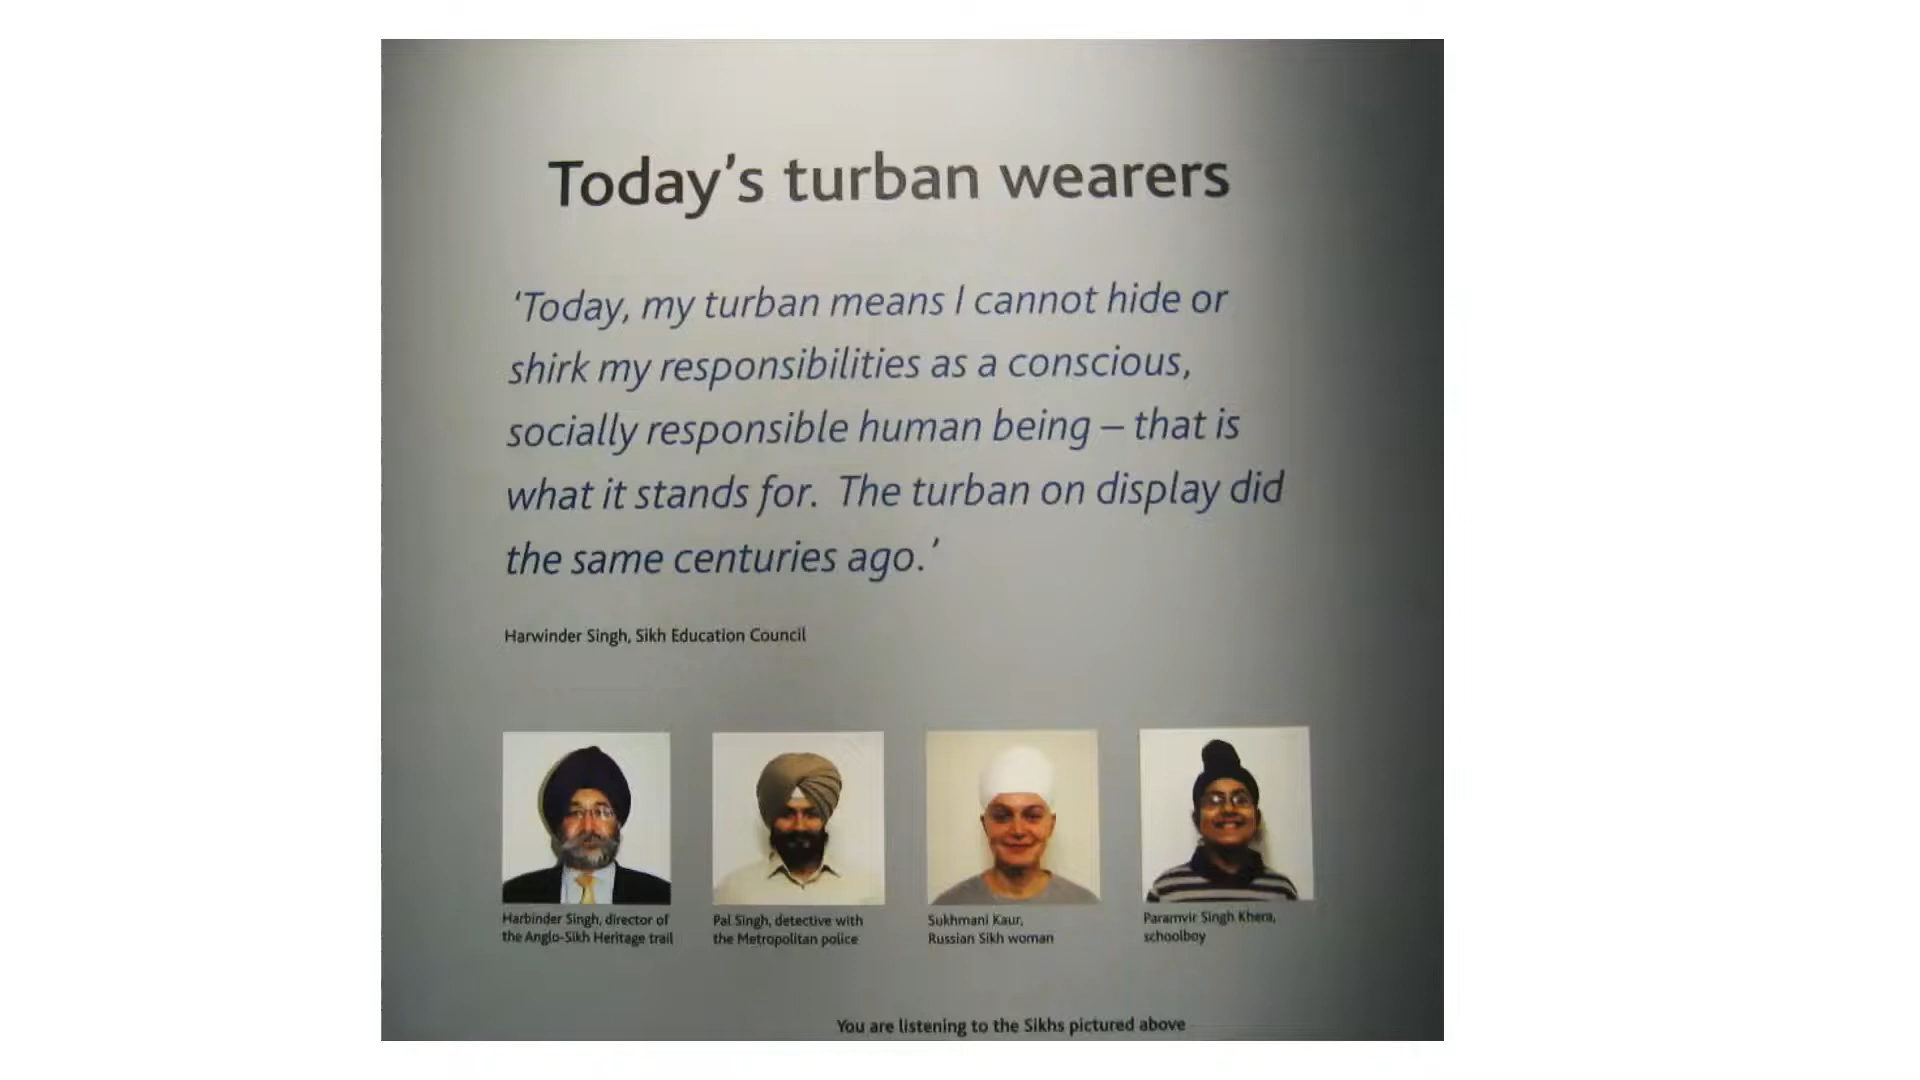 Today's turban wearers
'Today, my turban means I cannot hide or
shirk my responsibilities as a conscious,
socially responsible human being – that is
what it stands for. The turban on display did
the same centuries ago.'
Harwinder Singh, Sikh Education Council
Harbinder Singh, director of
the Anglo-Sikh Heritage trail
Pal Singh, detective with
the Metropolitan police
Sukhmani Kaur,
Russian Sikh woman
Paramvir Singh Khera,
schoolboy
You are listening to the Sikhs pictured above